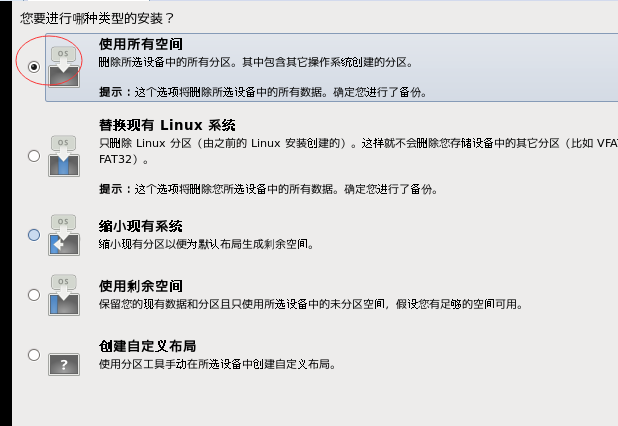 您要进行哪种类型的安装？
OS
使用所有空间
删除所选设备中的所有分区。其中包含其它操作系统创建的分区。
提示：这个选项将删除所选设备中的所有数据。确定您进行了备份。
OS
替换现有 Linux 系统
只删除 Linux 分区（由之前的 Linux 安装创建的）。这样就不会删除您存储设备中的其它分区（比如 VFA
FAT32）。
提示：这个选项将删除您所选设备中的所有数据。确定您进行了备份。
OS
缩小现有系统
缩小现有分区以便为默认布局生成剩余空间。
OS
使用剩余空间
保留您的现有数据和分区且只使用所选设备中的未分区空间，假设您有足够的空间可用。
?
创建自定义布局
使用分区工具手动在所选设备中创建自定义布局。